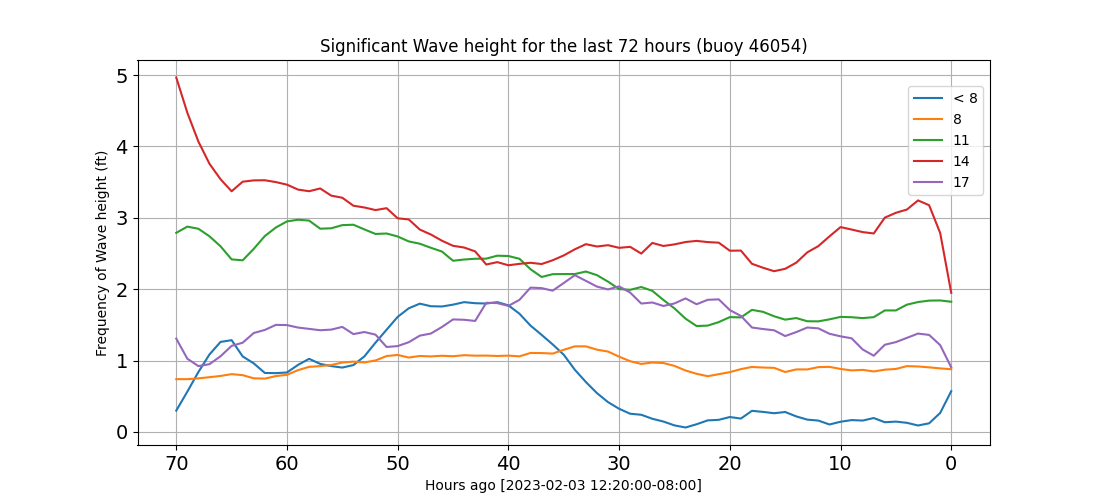 Significant Wave height for the last 72 hours (buoy 46054)
Frequency of Wave height (ft)
5
4
3
2
1
0
< 8
8
11
14
17
70 60 50 40 30 20 10 0
Hours ago [2023-02-03 12:20:00-08:00]